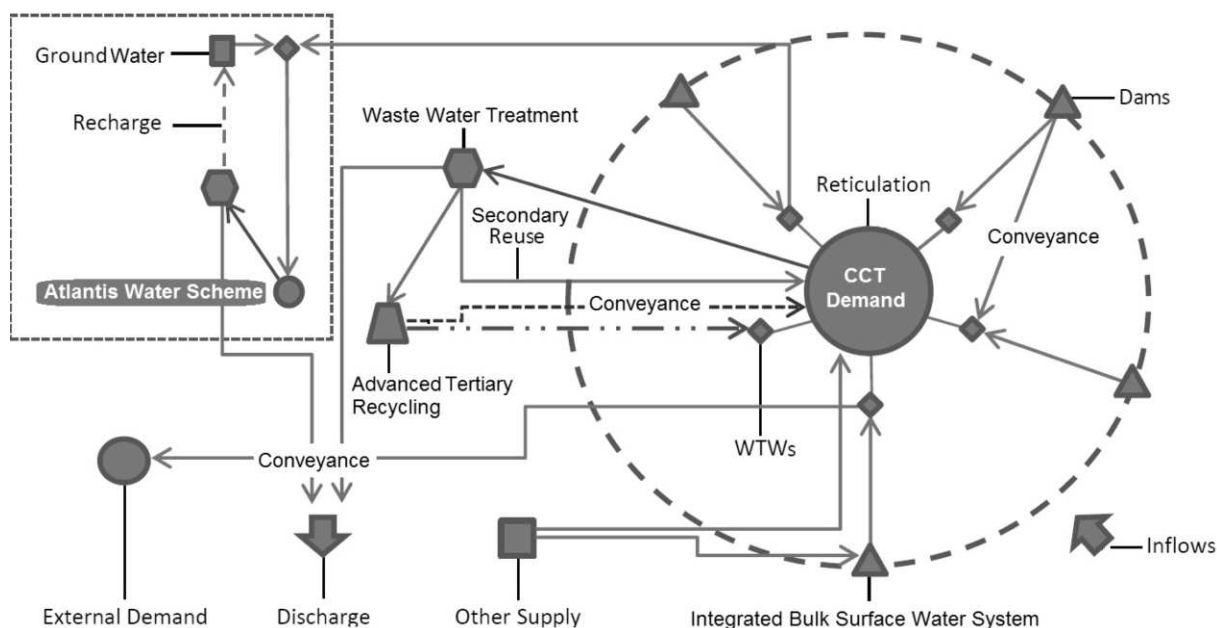 Ground Water
Recharge
Atlantis Water Scheme
Waste Water Treatment
Secondary
Reuse
Conveyance
Advanced Tertiary
Recycling
Dams
Reticulation
Conveyance
CCT
Demand
WTWs
Conveyance
External Demand
Discharge
Other Supply
Integrated Bulk Surface Water System
Inflows